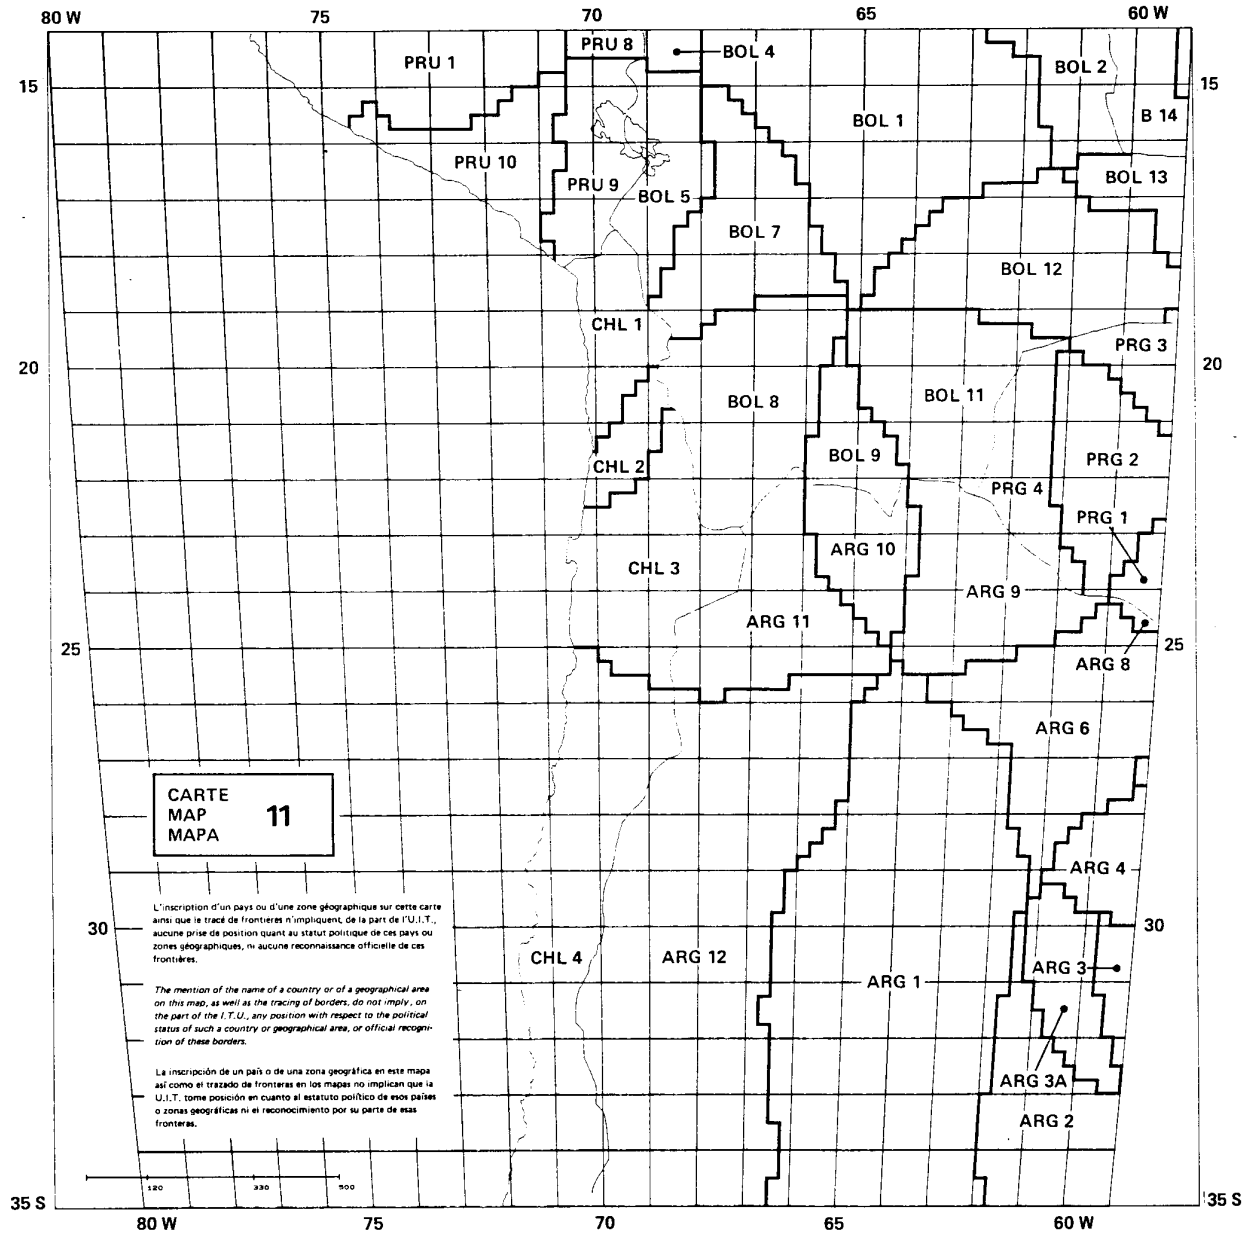 80 W 75 70 65 60 W
PRU 8
BOL 4
PRU 1
BOL 2
15 15
B 14
BOL 1
PRU 10
BOL 13
PRU 9
BOL 5
BOL 7
BOL 12
CHL 1
PRG 3
20 20
BOL 8
BOL 11
BOL 9
PRG 2
CHL 2
PRG 4
PRG 1
ARG 10
CHL 3
ARG 9
ARG 11
25 25
ARG 8
ARG 6
CARTE
MAP 11
MAPA
ARG 4
L'inscription d'un pays ou d'une zone géographique sur cette carte
ainsi que le tracé de frontières n'impliquent, de la part de l'U.I.T.,
aucune prise de position quant au statut politique de ces pays ou
zones géographiques, ni aucune reconnaissance officielle de ces
frontières.
30 30
CHL 4
ARG 12
ARG 3
ARG 1
The mention of the name of a country or of a geographical area
on this map, as well as the tracing of borders, do not imply, on
the part of the I.T.U., any position with respect to the political
status of such a country or geographical area, or official recogni-
tion of these borders.
La inscripción de un país o de una zona geográfica en este mapa
así como el trazado de fronteras en los mapas no implican que la
U.I.T. tome posición en cuanto al estatuto político de esos países
o zonas geográficas ni el reconocimiento por su parte de esas
fronteras.
ARG 3A
ARG 2
120 330 500
35 S 35 S
80 W 75 70 65 60 W